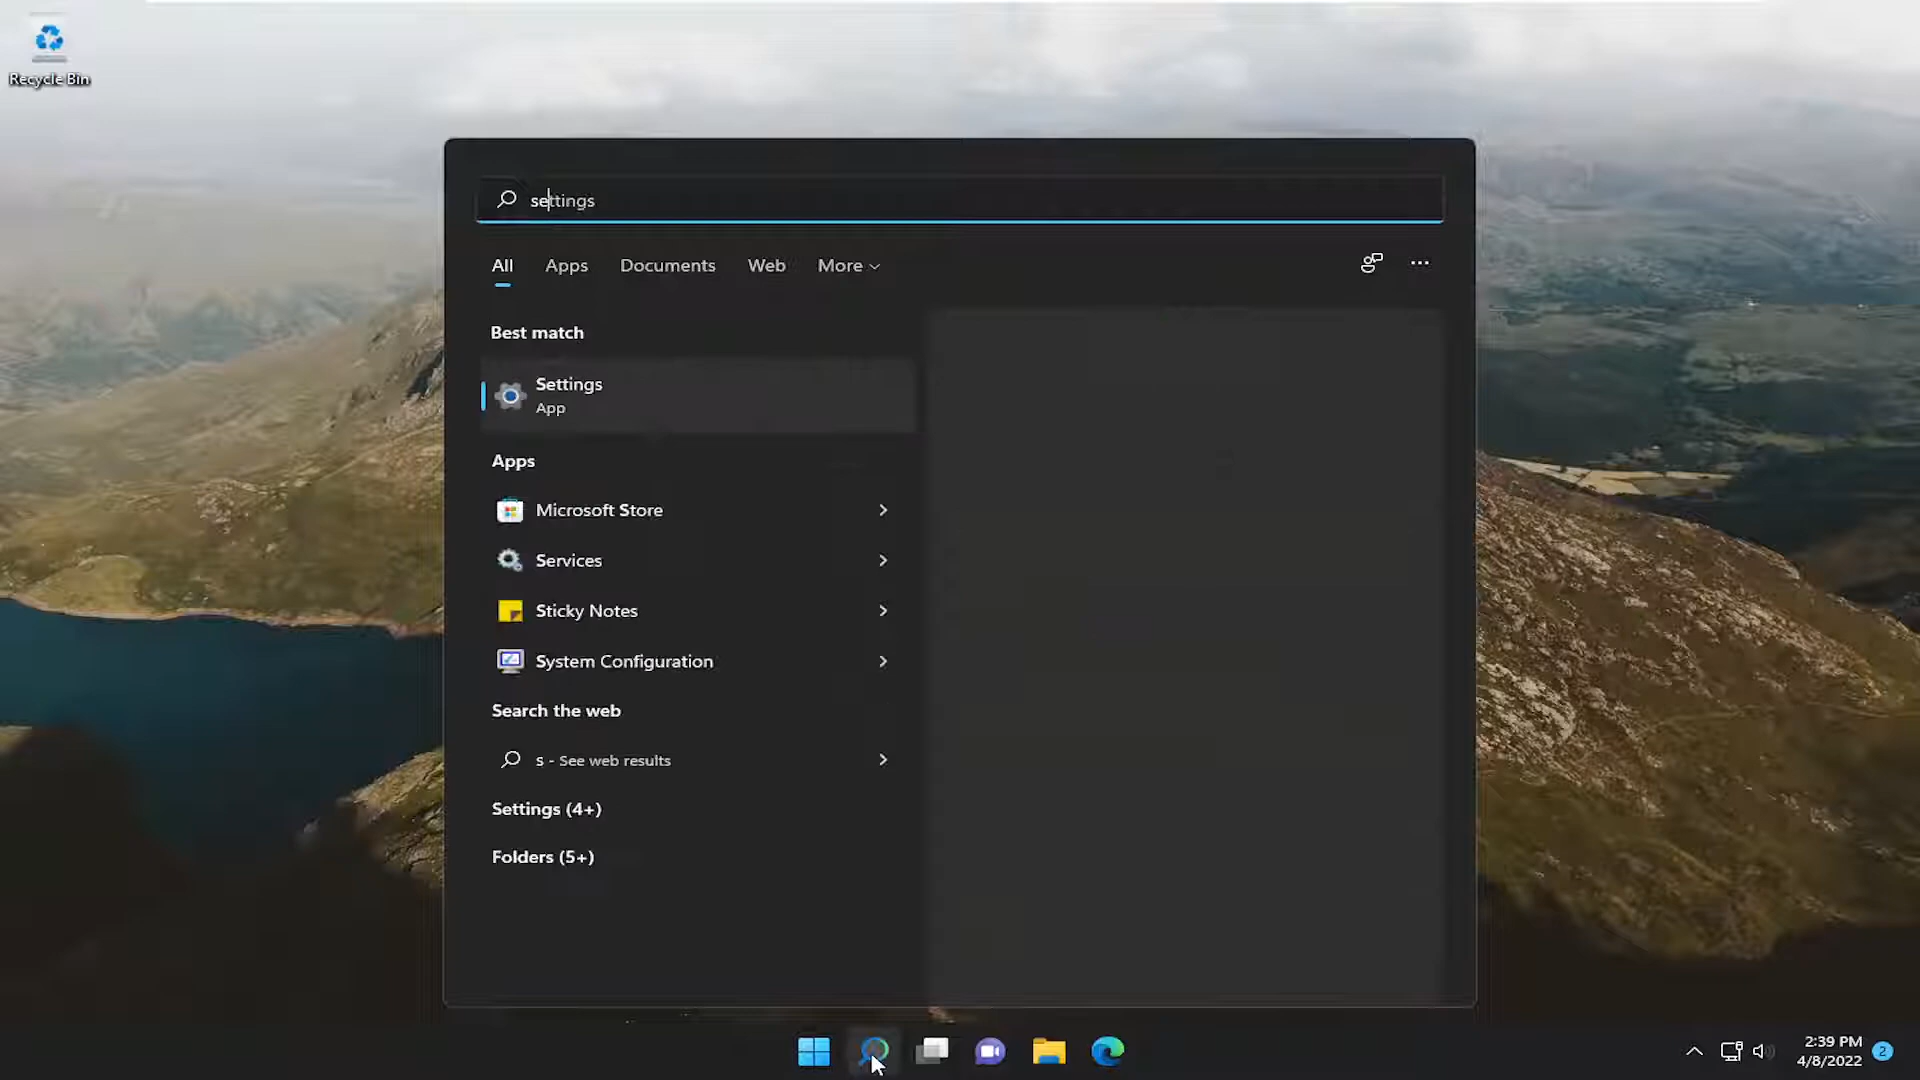 Recycle Bin
settings
All Apps Documents Web More
Best match
Settings
App
Apps
Microsoft Store
Services
Sticky Notes
System Configuration
Search the web
s - See web results
Settings (4+)
Folders (5+)
2:39 PM
4/8/2022
2